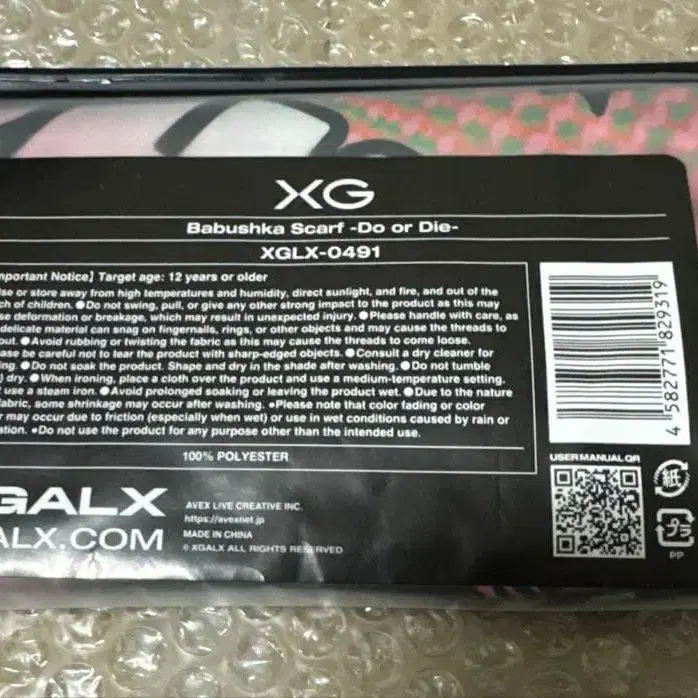 XG
Babushka Scarf -Do or Die-
XGLX-0491
mportant Notice] Target age: 12 years or older
se or store away from high temperatures and humidity, direct sunlight, and fire, and out of the
ch of children. ●Do not swing, pull, or give any other strong impact to the product as this may
se deformation or breakage, which may result in unexpected injury. ●Please handle with care, as
delicate material can snag on fingernails, rings, or other objects and may cause the threads to
out. ●Avoid rubbing or twisting the fabric as this may cause the threads to come loose.
ase be careful not to tear the product with sharp-edged objects. ●Consult a dry cleaner for
ing. ●Do not soak the product. Shape and dry in the shade after washing. ●Do not tumble
) dry. ●When ironing, place a cloth over the product and use a medium-temperature setting.
t use a steam iron. ●Avoid prolonged soaking or leaving the product wet. ●Due to the nature
fabric, some shrinkage may occur after washing. •Please note that color fading or color
r may occur due to friction (especially when wet) or use in wet conditions caused by rain or
ation. •Do not use the product for any purpose other than the intended use.
100% POLYESTER
4 582771 829319
USER MANUAL QR
GALX
ALX.COM
AVEX LIVE CREATIVE INC.
https://avexnet.jp
MADE IN CHINA
© XGALX ALL RIGHTS RESERVED
紙
プラ
PP